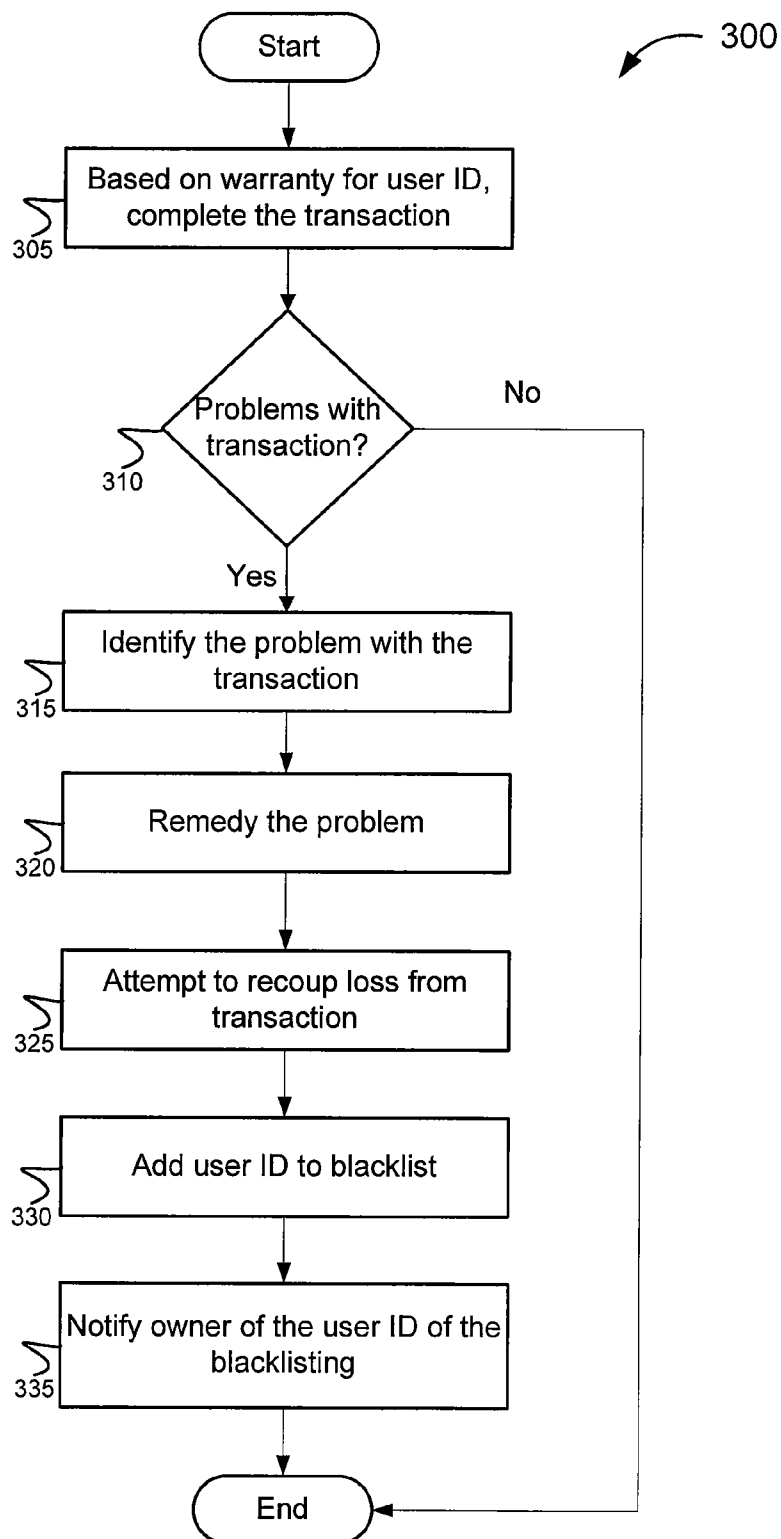 Start
300
Based on warranty for user ID,
complete the transaction
305
Problems with
transaction?
No
310
Yes
Identify the problem with the
transaction
315
Remedy the problem
320
Attempt to recoup loss from
transaction
325
Add user ID to blacklist
330
Notify owner of the user ID of the
blacklisting
335
End